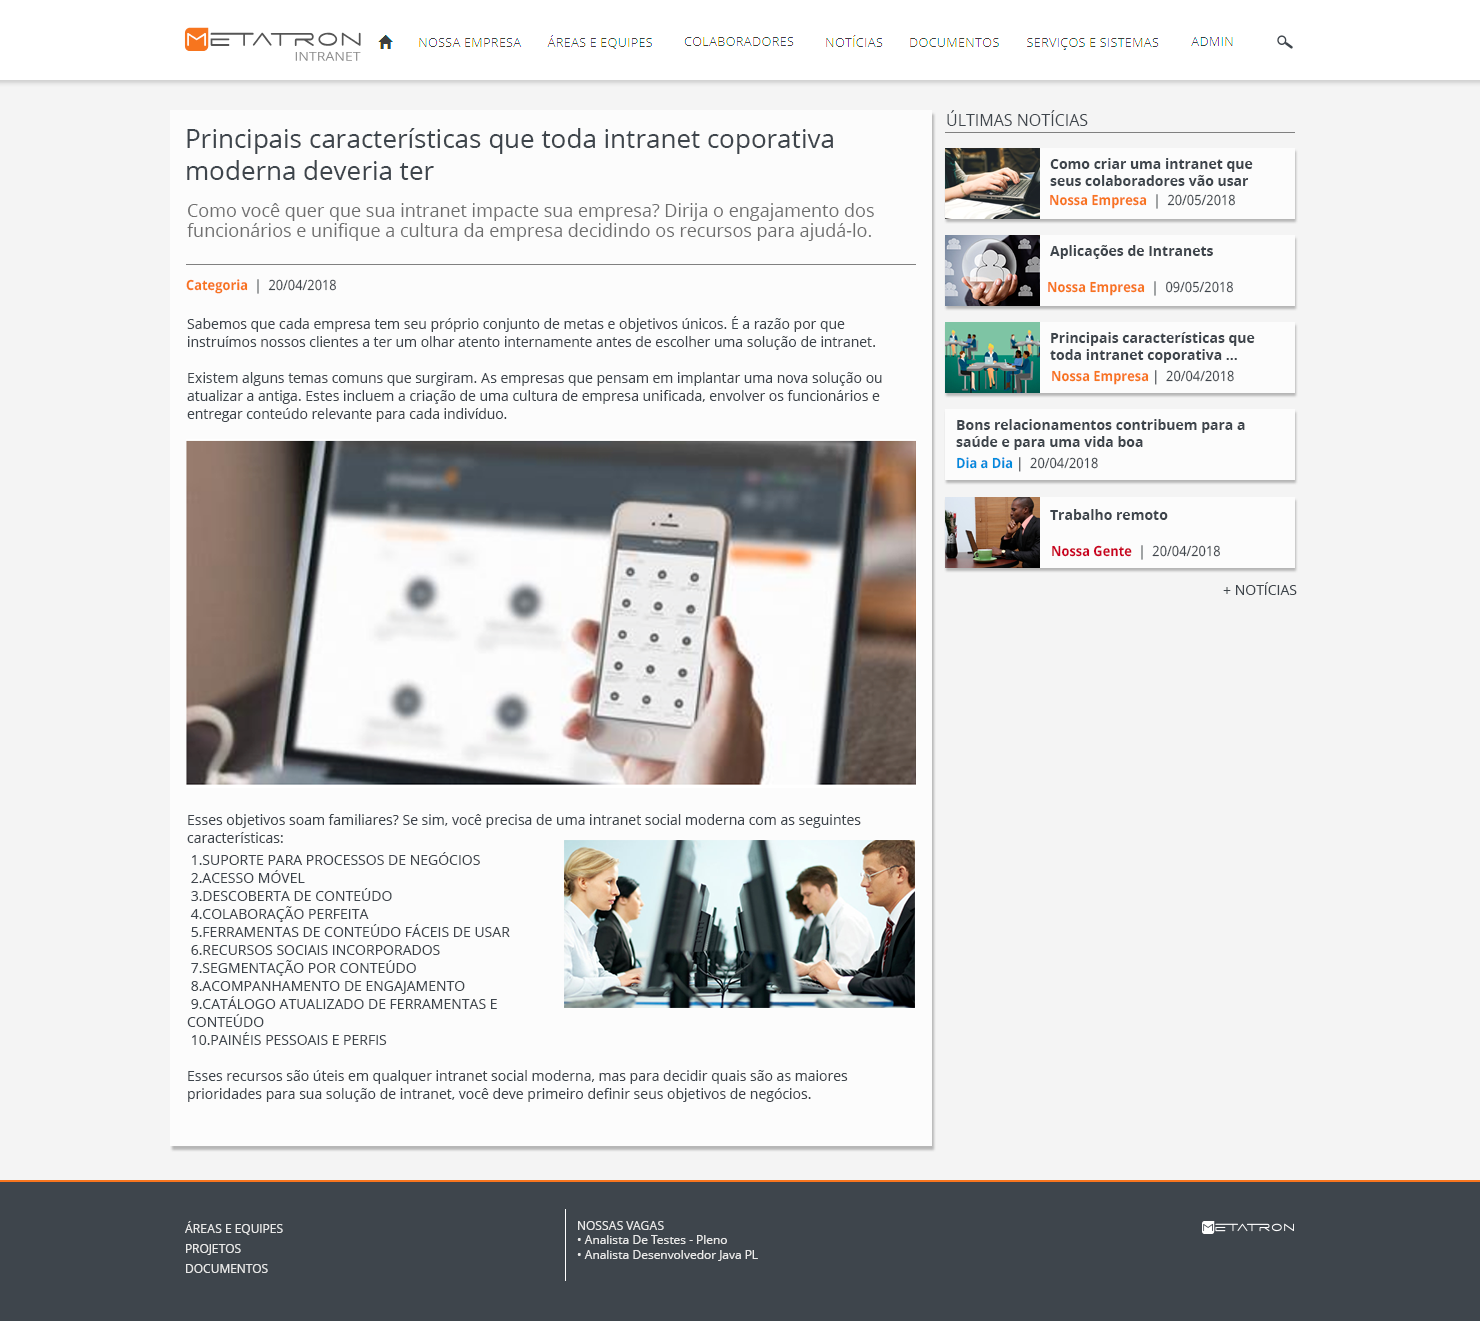 METATRON
INTRANET
NOSSA EMPRESA
ÁREAS E EQUIPES
COLABORADORES
NOTÍCIAS
DOCUMENTOS
SERVIÇOS E SISTEMAS
ADMIN
Principais características que toda intranet coporativa
moderna deveria ter
Como você quer que sua intranet impacte sua empresa? Dirija o engajamento dos
funcionários e unifique a cultura da empresa decidindo os recursos para ajudá-lo.
Categoria | 20/04/2018
Sabemos que cada empresa tem seu próprio conjunto de metas e objetivos únicos. É a razão por que
instruímos nossos clientes a ter um olhar atento internamente antes de escolher uma solução de intranet.
Existem alguns temas comuns que surgiram. As empresas que pensam em implantar uma nova solução ou
atualizar a antiga. Estes incluem a criação de uma cultura de empresa unificada, envolver os funcionários e
entregar conteúdo relevante para cada indivíduo.
Esses objetivos soam familiares? Se sim, você precisa de uma intranet social moderna com as seguintes
características:
1.SUPORTE PARA PROCESSOS DE NEGÓCIOS
2.ACESSO MÓVEL
3.DESCOBERTA DE CONTEÚDO
4.COLABORAÇÃO PERFEITA
5.FERRAMENTAS DE CONTEÚDO FÁCEIS DE USAR
6.RECURSOS SOCIAIS INCORPORADOS
7.SEGMENTAÇÃO POR CONTEÚDO
8.ACOMPANHAMENTO DE ENGAJAMENTO
9.CATÁLOGO ATUALIZADO DE FERRAMENTAS E
CONTEÚDO
10.PAINÉIS PESSOAIS E PERFIS
Esses recursos são úteis em qualquer intranet social moderna, mas para decidir quais são as maiores
prioridades para sua solução de intranet, você deve primeiro definir seus objetivos de negócios.
ÚLTIMAS NOTÍCIAS
Como criar uma intranet que
seus colaboradores vão usar
Nossa Empresa | 20/05/2018
Aplicações de Intranets
Nossa Empresa | 09/05/2018
Principais características que
toda intranet coporativa ...
Nossa Empresa | 20/04/2018
Bons relacionamentos contribuem para a
saúde e para uma vida boa
Dia a Dia | 20/04/2018
Trabalho remoto
Nossa Gente | 20/04/2018
+ NOTÍCIAS
ÁREAS E EQUIPES
PROJETOS
DOCUMENTOS
NOSSAS VAGAS
• Analista De Testes - Pleno
• Analista Desenvolvedor Java PL
METATRON